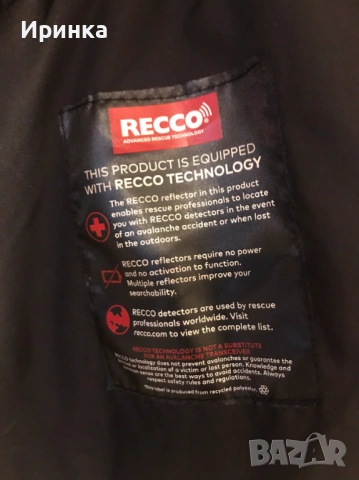 Иринка
RECCO
ADVANCED RESCUE TECHNOLOGY
THIS PRODUCT IS EQUIPPED
WITH RECCO TECHNOLOGY
The RECCO reflector in this product
enables rescue professionals to locate
you with RECCO detectors in the event
of an avalanche accident or when lost
in the outdoors.
RECCO reflectors require no power
and no activation to function.
Multiple reflectors improve your
searchability.
RECCO detectors are used by rescue
professionals worldwide. Visit
recco.com to view the complete list.
RECCO TECHNOLOGY IS NOT A SUBSTITUTE
FOR AN AVALANCHE TRANSCEIVER
RECCO technology does not prevent avalanches or guarantee the
or localization of a victim or lost person. Knowledge and
sense are the best ways to avoid accidents. Always
respect safety rules and regulations.
This label is produced from recycled polyester.
BAZAR